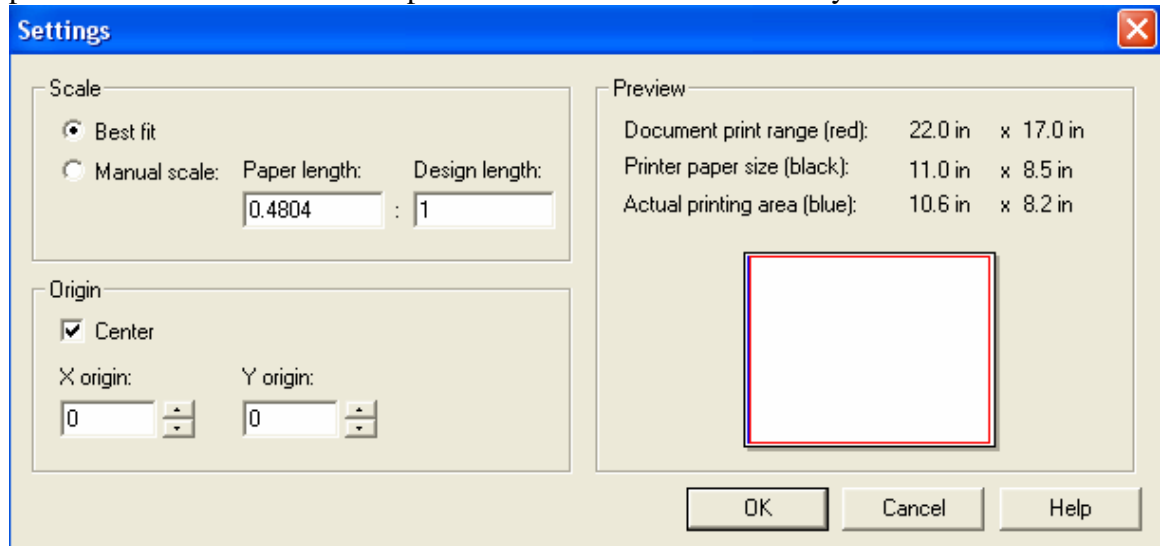 Settings
Scale
Best fit
Manual scale: Paper length: Design length:
0.4804 : 1
Origin
Center
X origin: Y origin:
0 0
Preview
Document print range (red): 22.0 in x 17.0 in
Printer paper size (black): 11.0 in x 8.5 in
Actual printing area (blue): 10.6 in x 8.2 in
OK Cancel Help